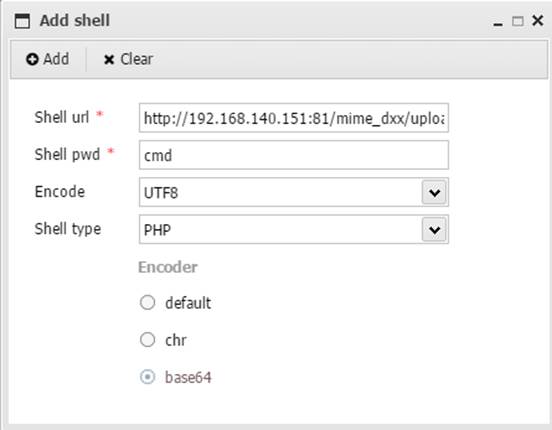 Add shell
Add Clear
Shell url * http://192.168.140.151:81/mime_dxx/uploa
Shell pwd * cmd
Encode UTF8
Shell type PHP
Encoder
default
chr
base64